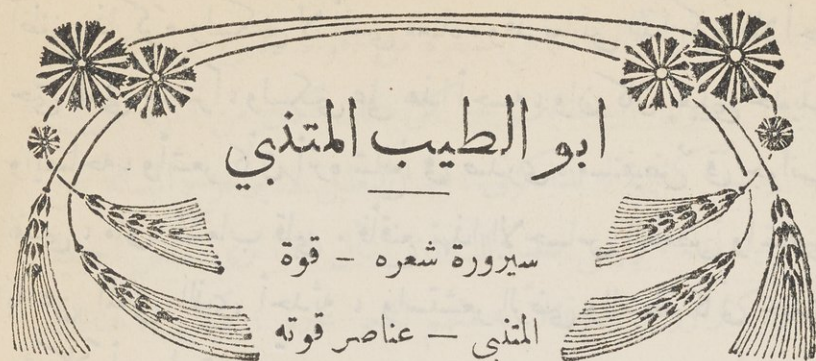 ابو الطيب المتنبي
سيرورة شعره – قوة
المتنبي – عناصر قوته